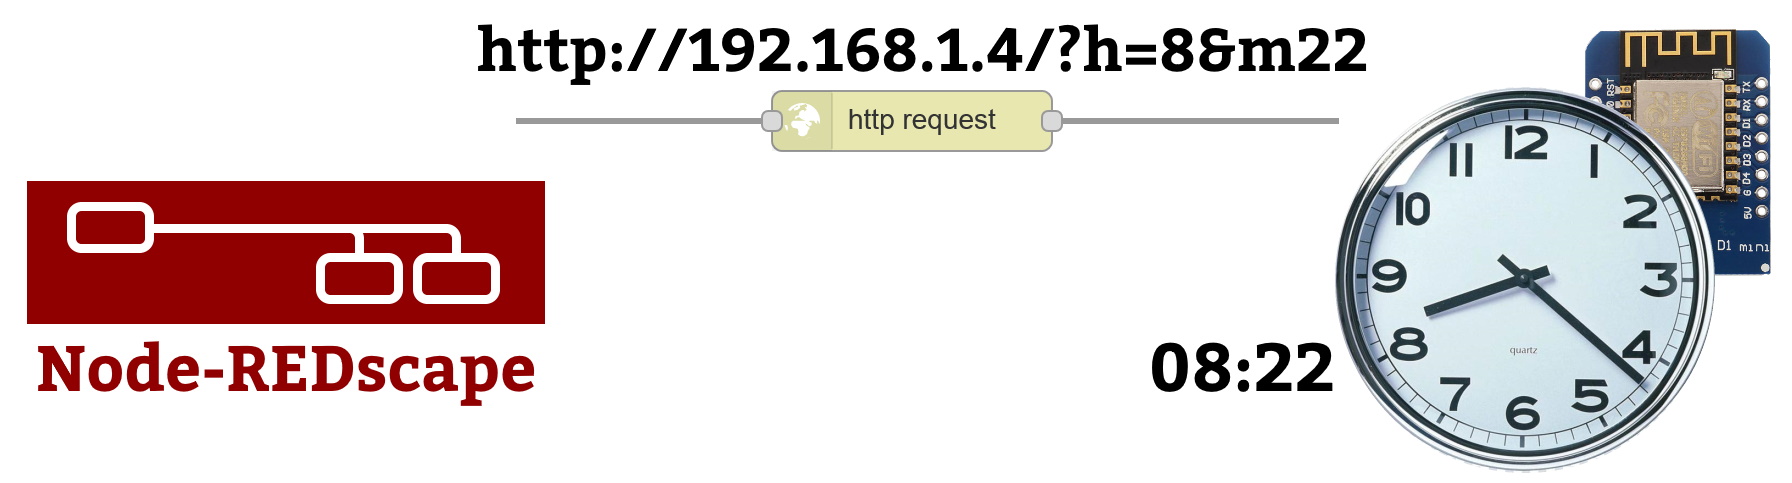 http://192.168.1.4/?h=8&m22
http request
Node-REDscape
08:22
12
1
2
3
4
5
6
7
8
9
10
11
quartz
RST
TX
RX
D1
D2
D3
D4
G
5V
D1 mini